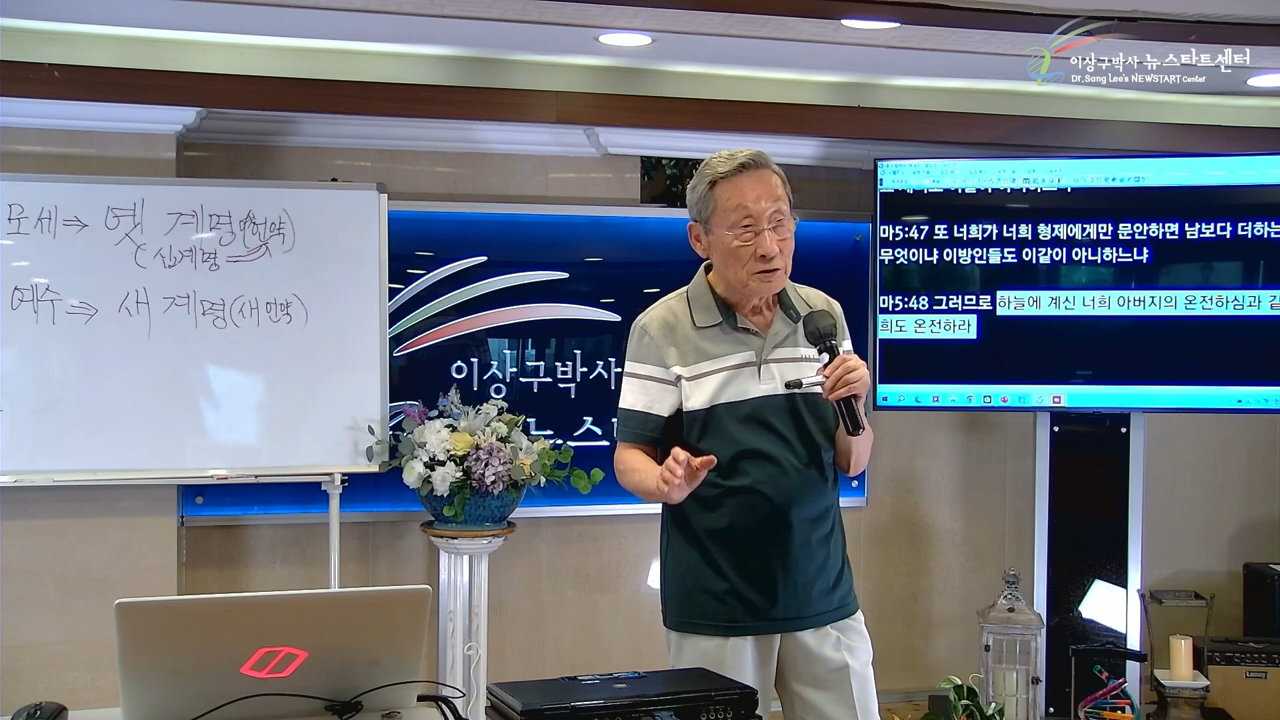 이상구박사 뉴스타트센터
Dr. Sang Lee's NEWSTART Center
모세⇒ 옛 계명(옛언약)
(십계명
예수⇒ 새 계명(새언약)
이상구박사
뉴스타
마5:47 또 너희가 너희 형제에게만 문안하면 남보다 더하는
무엇이냐 이방인들도 이같이 아니하느냐
마5:48 그러므로 하늘에 계신 너희 아버지의 온전하심과 같
희도 온전하라
Laney